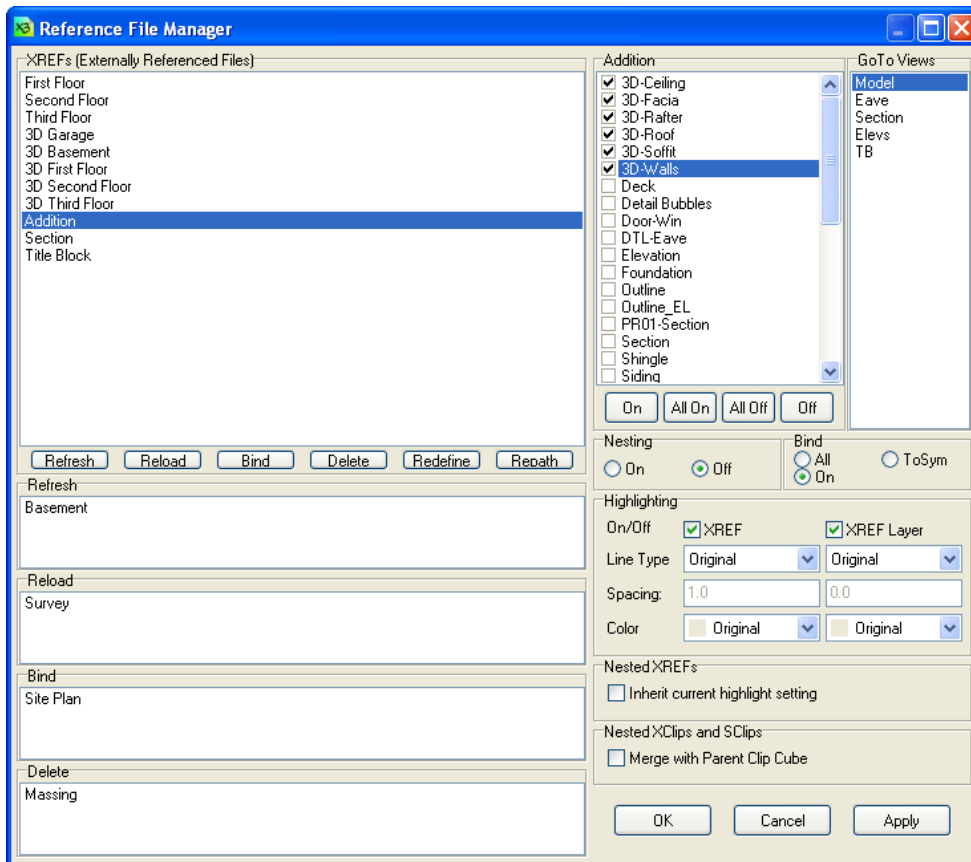 Reference File Manager
XREFs (Externally Referenced Files)
First Floor
Second Floor
Third Floor
3D Garage
3D Basement
3D First Floor
3D Second Floor
3D Third Floor
Addition
Section
Title Block
Refresh Reload Bind Delete Redefine Repath
Refresh
Basement
Reload
Survey
Bind
Site Plan
Delete
Massing
Addition
3D-Ceiling
3D-Facia
3D-Rafter
3D-Roof
3D-Soffit
3D-Walls
Deck
Detail Bubbles
Door-Win
DTL-Eave
Elevation
Foundation
Outline
Outline_EL
PR01-Section
Section
Shingle
Siding
On All On All Off Off
GoTo Views
Model
Eave
Section
Elevs
TB
Nesting
On Off
Bind
All ToSym
On
Highlighting
On/Off XREF XREF Layer
Line Type Original Original
Spacing: 1.0 0.0
Color Original Original
Nested XREFs
Inherit current highlight setting
Nested XClips and SClips
Merge with Parent Clip Cube
OK Cancel Apply